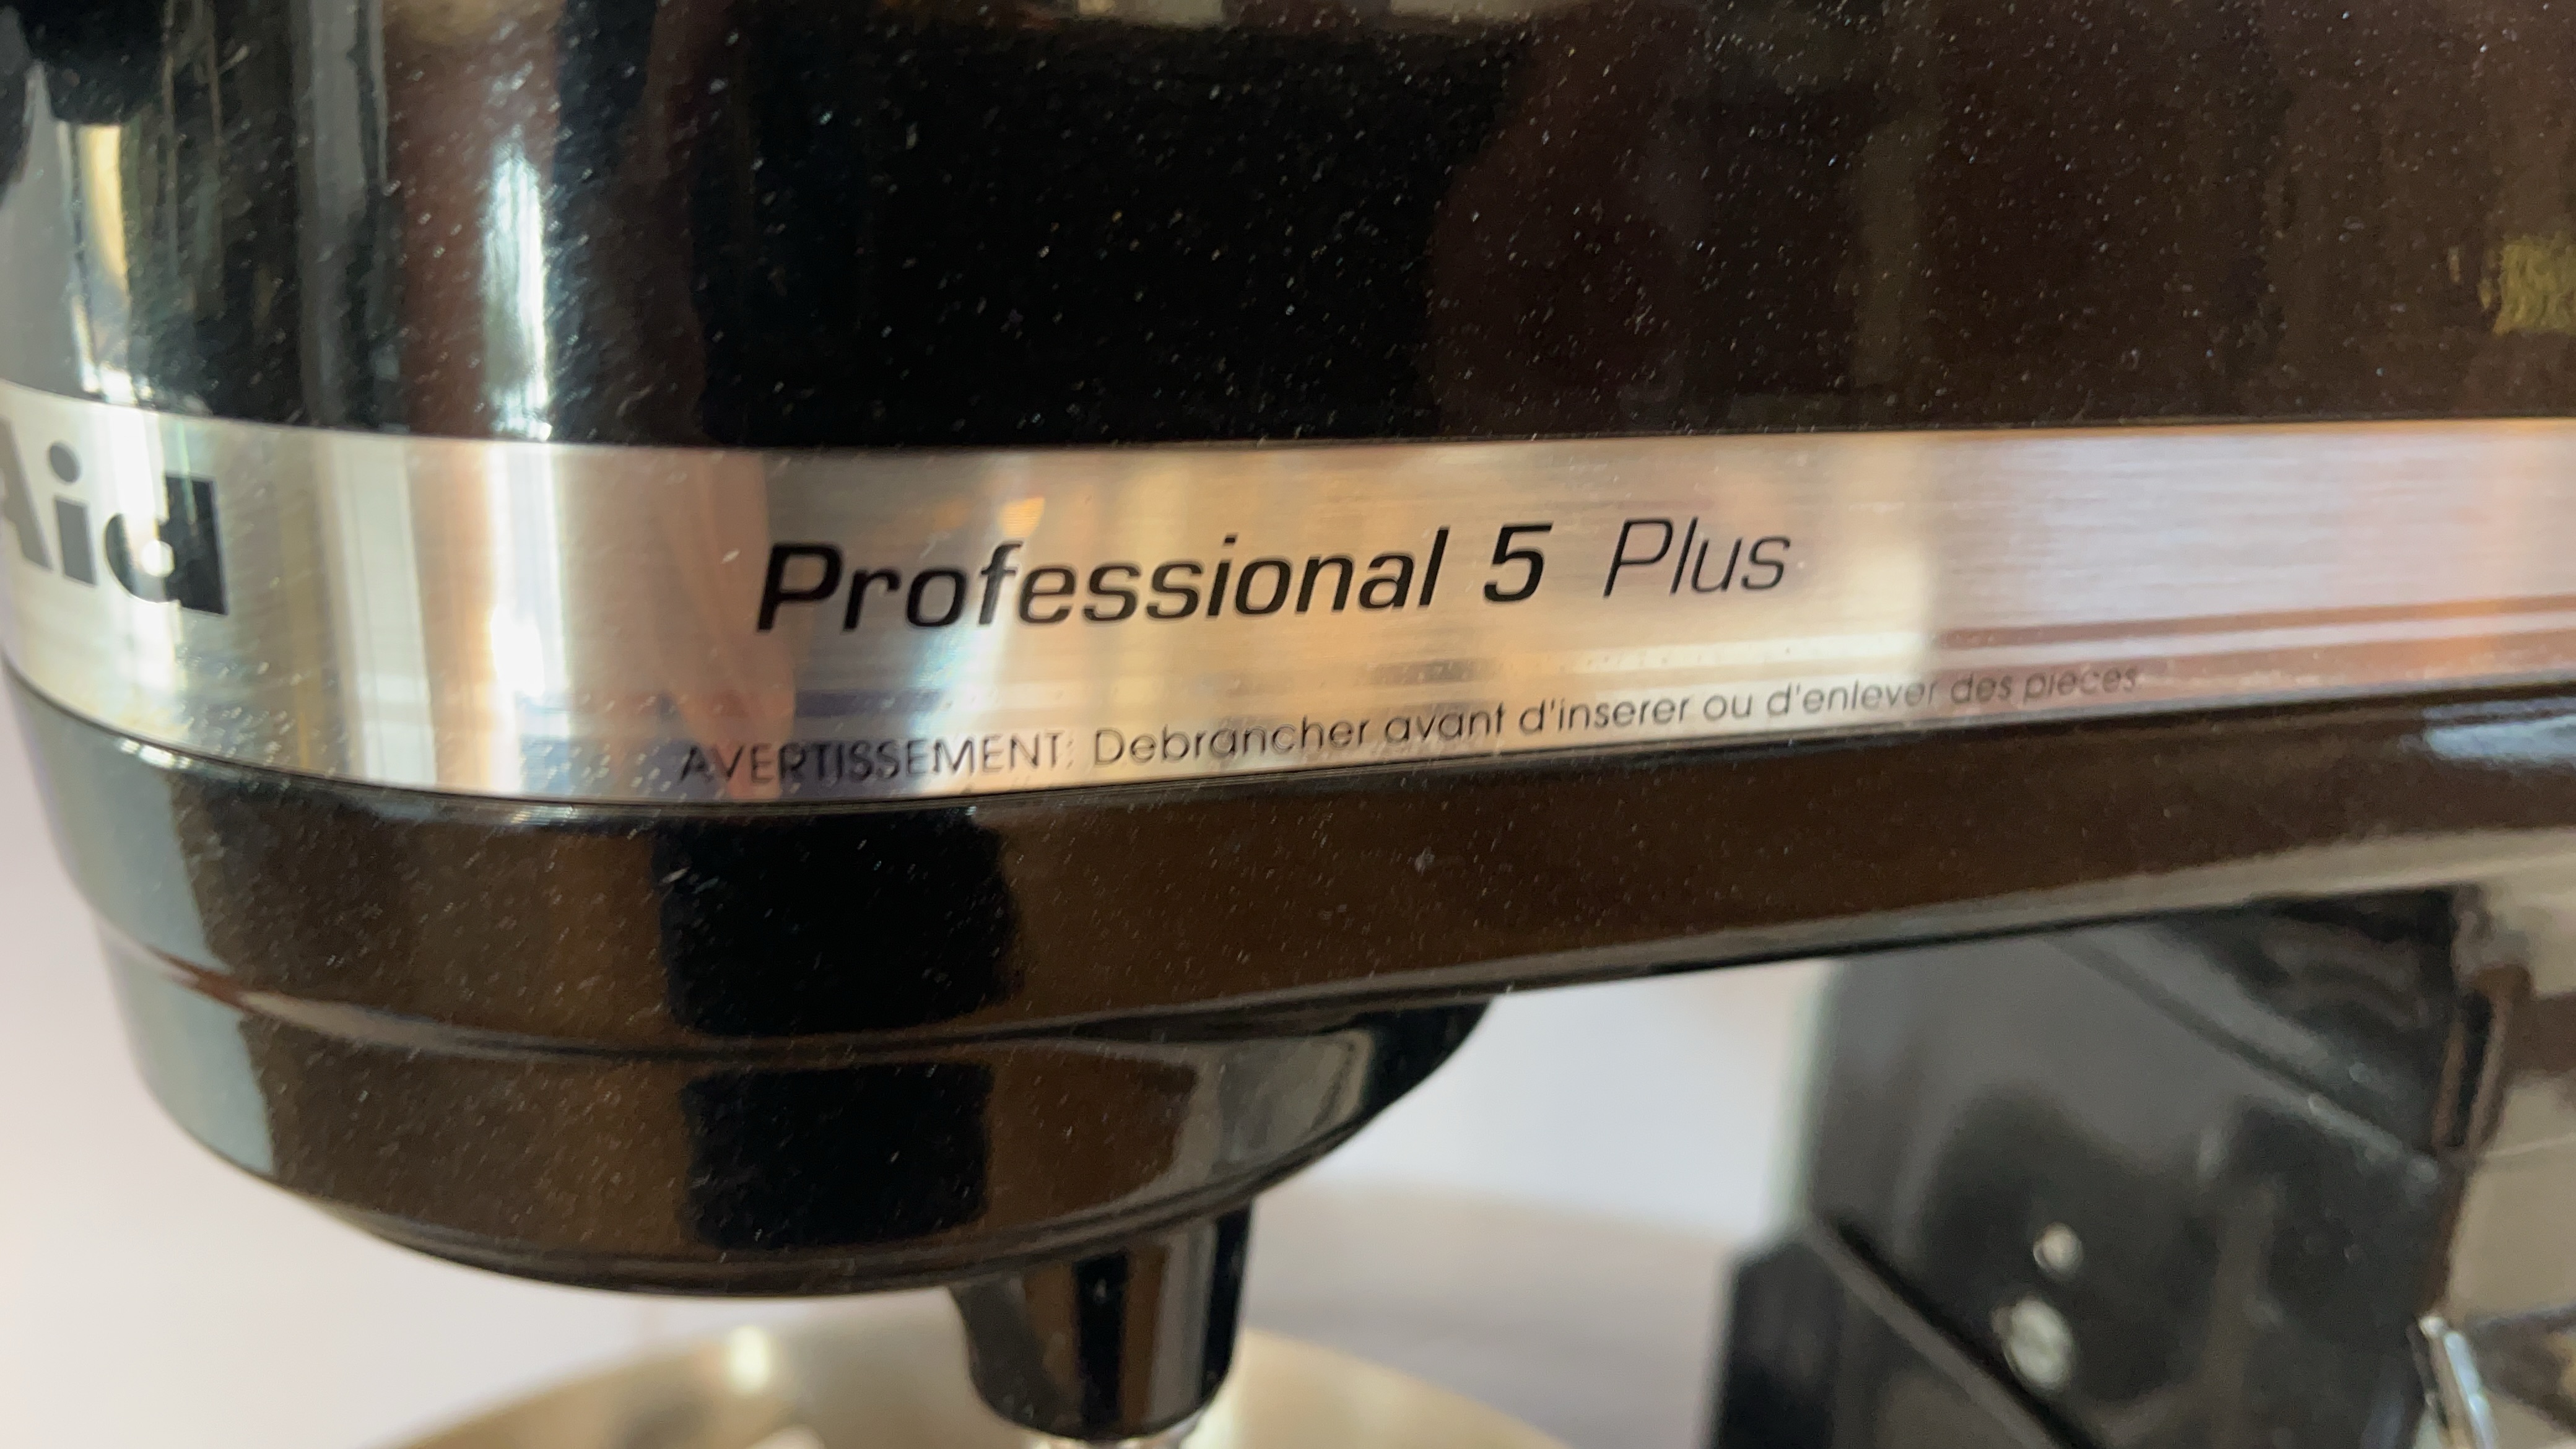 Aid
Professional 5 Plus
AVERTISSEMENT: Debrancher avant d'inserer ou d'enlever des pieces